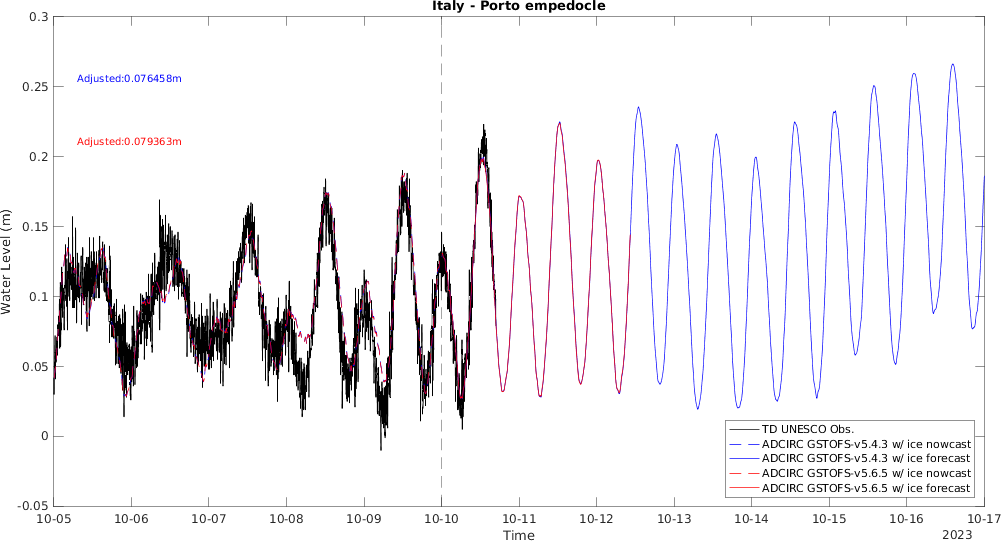 Italy - Porto empedocle
0.3
0.25
0.2
0.15
0.1
0.05
0
-0.05
Water Level (m)
Adjusted:0.076458m
Adjusted:0.079363m
TD UNESCO Obs.
ADCIRC GSTOFS-v5.4.3 w/ ice nowcast
ADCIRC GSTOFS-v5.4.3 w/ ice forecast
ADCIRC GSTOFS-v5.6.5 w/ ice nowcast
ADCIRC GSTOFS-v5.6.5 w/ ice forecast
10-05 10-06 10-07 10-08 10-09 10-10 10-11 10-12 10-13 10-14 10-15 10-16 10-17
Time
2023